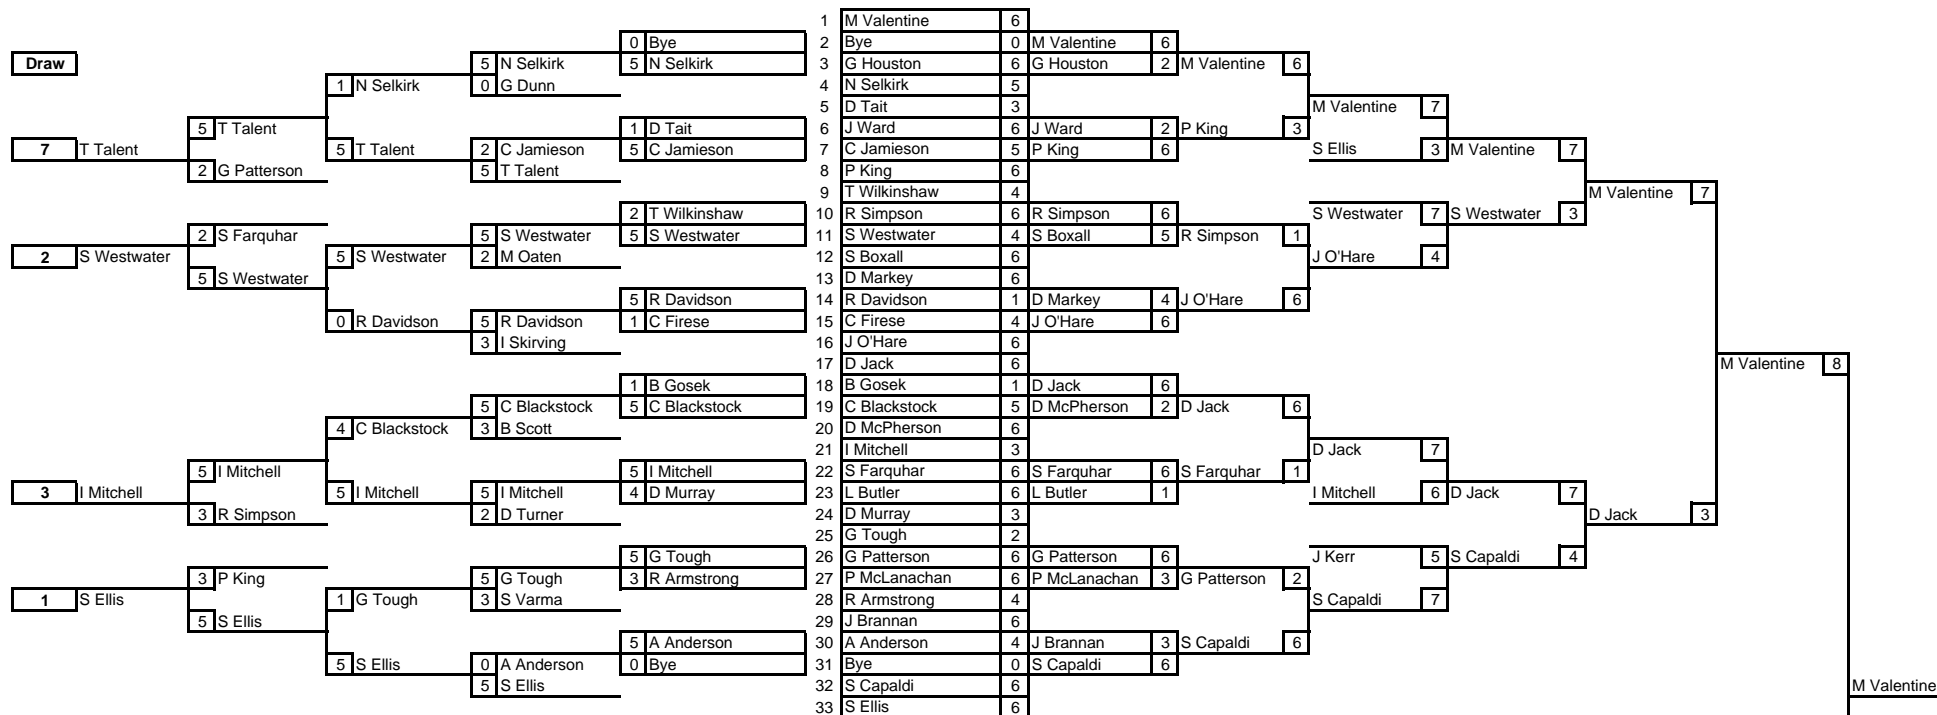 1 M Valentine 6
0 Bye 2 Bye 0 M Valentine 6
Draw 5 N Selkirk 5 N Selkirk 3 G Houston 6 G Houston 2 M Valentine 6
1 N Selkirk 0 G Dunn 4 N Selkirk 5
5 D Tait 3 M Valentine 7
5 T Talent 1 D Tait 6 J Ward 6 J Ward 2 P King 3
7 T Talent 5 T Talent 2 C Jamieson 5 C Jamieson 7 C Jamieson 5 P King 6 S Ellis 3 M Valentine 7
2 G Patterson 5 T Talent 8 P King 6
9 T Wilkinshaw 4 M Valentine 7
2 T Wilkinshaw 10 R Simpson 6 R Simpson 6 S Westwater 7 S Westwater 3
2 S Farquhar 5 S Westwater 5 S Westwater 11 S Westwater 4 S Boxall 5 R Simpson 1
2 S Westwater 5 S Westwater 2 M Oaten 12 S Boxall 6 J O'Hare 4
5 S Westwater 13 D Markey 6
5 R Davidson 14 R Davidson 1 D Markey 4 J O'Hare 6
0 R Davidson 5 R Davidson 1 C Firese 15 C Firese 4 J O'Hare 6
3 I Skirving 16 J O'Hare 6
17 D Jack 6 M Valentine 8
1 B Gosek 18 B Gosek 1 D Jack 6
5 C Blackstock 5 C Blackstock 19 C Blackstock 5 D McPherson 2 D Jack 6
4 C Blackstock 3 B Scott 20 D McPherson 6
21 I Mitchell 3 D Jack 7
5 I Mitchell 5 I Mitchell 22 S Farquhar 6 S Farquhar 6 S Farquhar 1
3 I Mitchell 5 I Mitchell 5 I Mitchell 4 D Murray 23 L Butler 6 L Butler 1 I Mitchell 6 D Jack 7
3 R Simpson 2 D Turner 24 D Murray 3 D Jack 3
25 G Tough 2
5 G Tough 26 G Patterson 6 G Patterson 6 J Kerr 5 S Capaldi 4
3 P King 5 G Tough 3 R Armstrong 27 P McLanachan 6 P McLanachan 3 G Patterson 2
1 S Ellis 1 G Tough 3 S Varma 28 R Armstrong 4 S Capaldi 7
5 S Ellis 29 J Brannan 6
5 A Anderson 30 A Anderson 4 J Brannan 3 S Capaldi 6
5 S Ellis 0 A Anderson 0 Bye 31 Bye 0 S Capaldi 6
5 S Ellis 32 S Capaldi 6 M Valentine
33 S Ellis 6